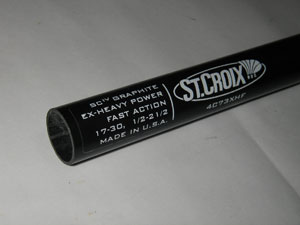 SCIV GRAPHITE
EX-HEAVY POWER
FAST ACTION
17-30, 1/2-2 1/2
MADE IN U.S.A.
ST.CROIX
4C73XHF